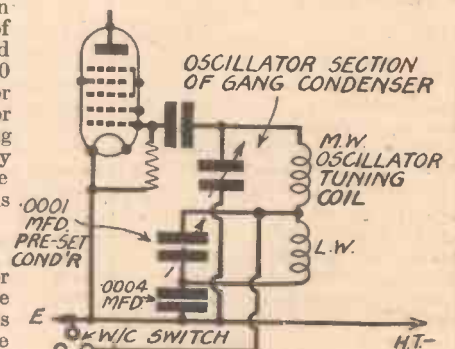 OSCILLATOR SECTION
OF GANG CONDENSER
M.W.
OSCILLATOR
TUNING
COIL
.0001
MFD.
PRE-SET
COND'R
L.W.
.0004
MFD.
E
W/C SWITCH
H.T.-